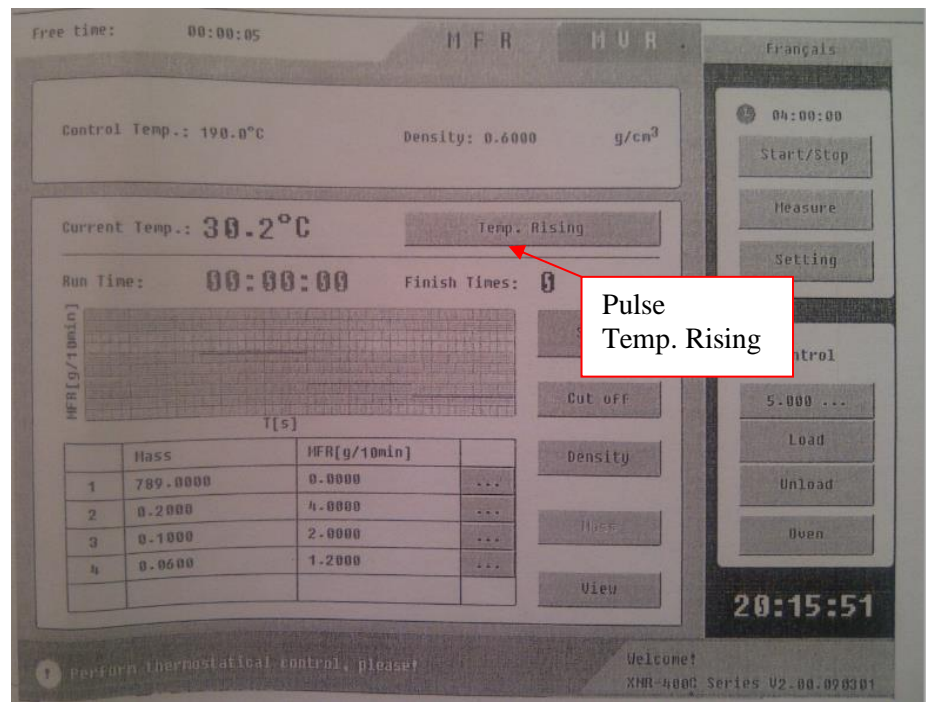 Free time: 00:00:05
MFR MVR
Français
Control Temp.: 190.0°C Density: 0.6000 g/cm3
04:00:00
Start/Stop
Measure
Setting
Current Temp.: 30.2°C Temp. Rising
Run Time: 00:00:00 Finish Times: 0
Pulse
Temp. Rising
MFR[g/10min]
T[s]
Cut off
Density
Mass
View
5.000 ...
Load
Unload
Oven
Mass MFR[g/10min]
1 789.0000 0.0000 ...
2 0.2000 4.0000 ...
3 0.1000 2.0000 ...
4 0.0600 1.2000 ...
20:15:51
Perform thermostatical control, please!
Welcome!
XNR-400C Series V2.00.090301